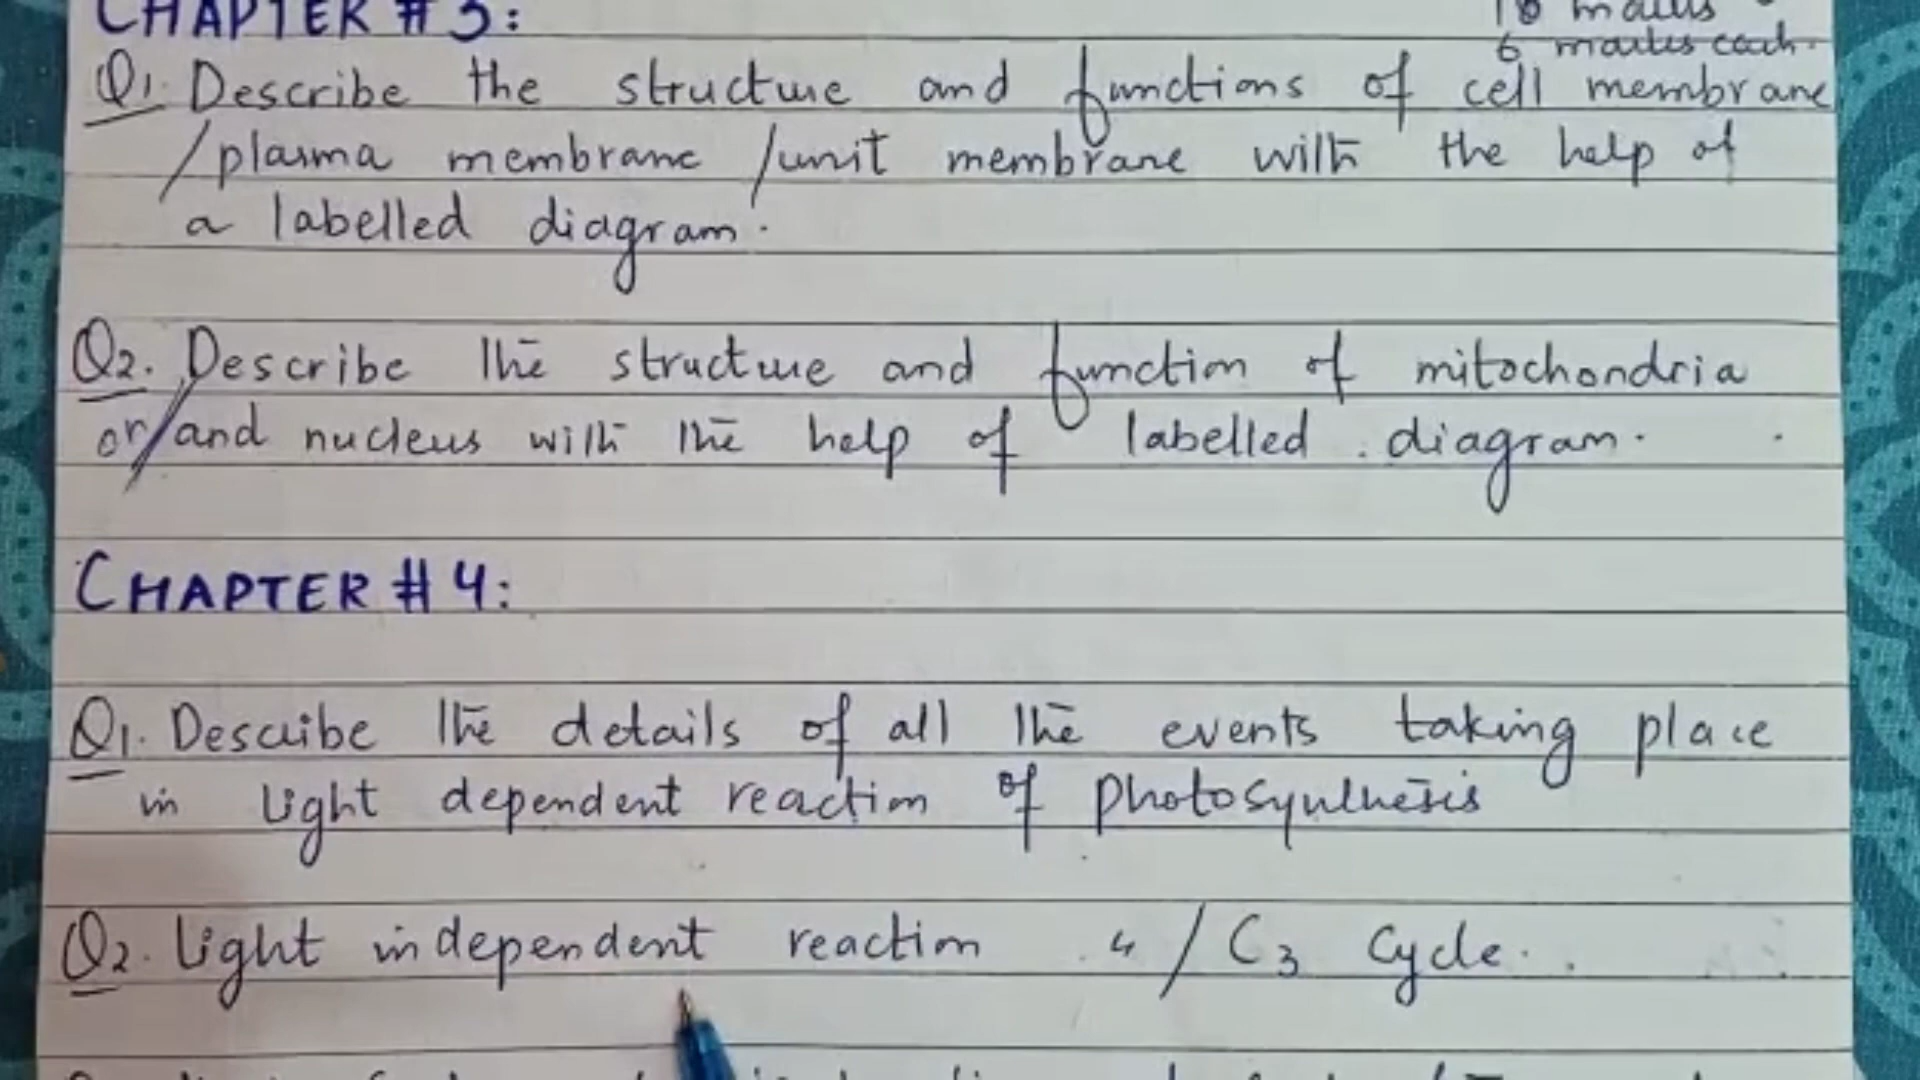 CHAPTER # 3:
18 marks
6 marks each.
Q1. Describe the structure and functions of cell membrane
/plasma membrane /unit membrane with the help of
a labelled diagram.
Q2. Describe the structure and function of mitochondria
or/and nucleus with the help of labelled diagram.
CHAPTER # 4:
Q1. Describe the details of all the events taking place
in light dependent reaction of photosynthesis
Q2. Light independent reaction " / C3 Cycle.